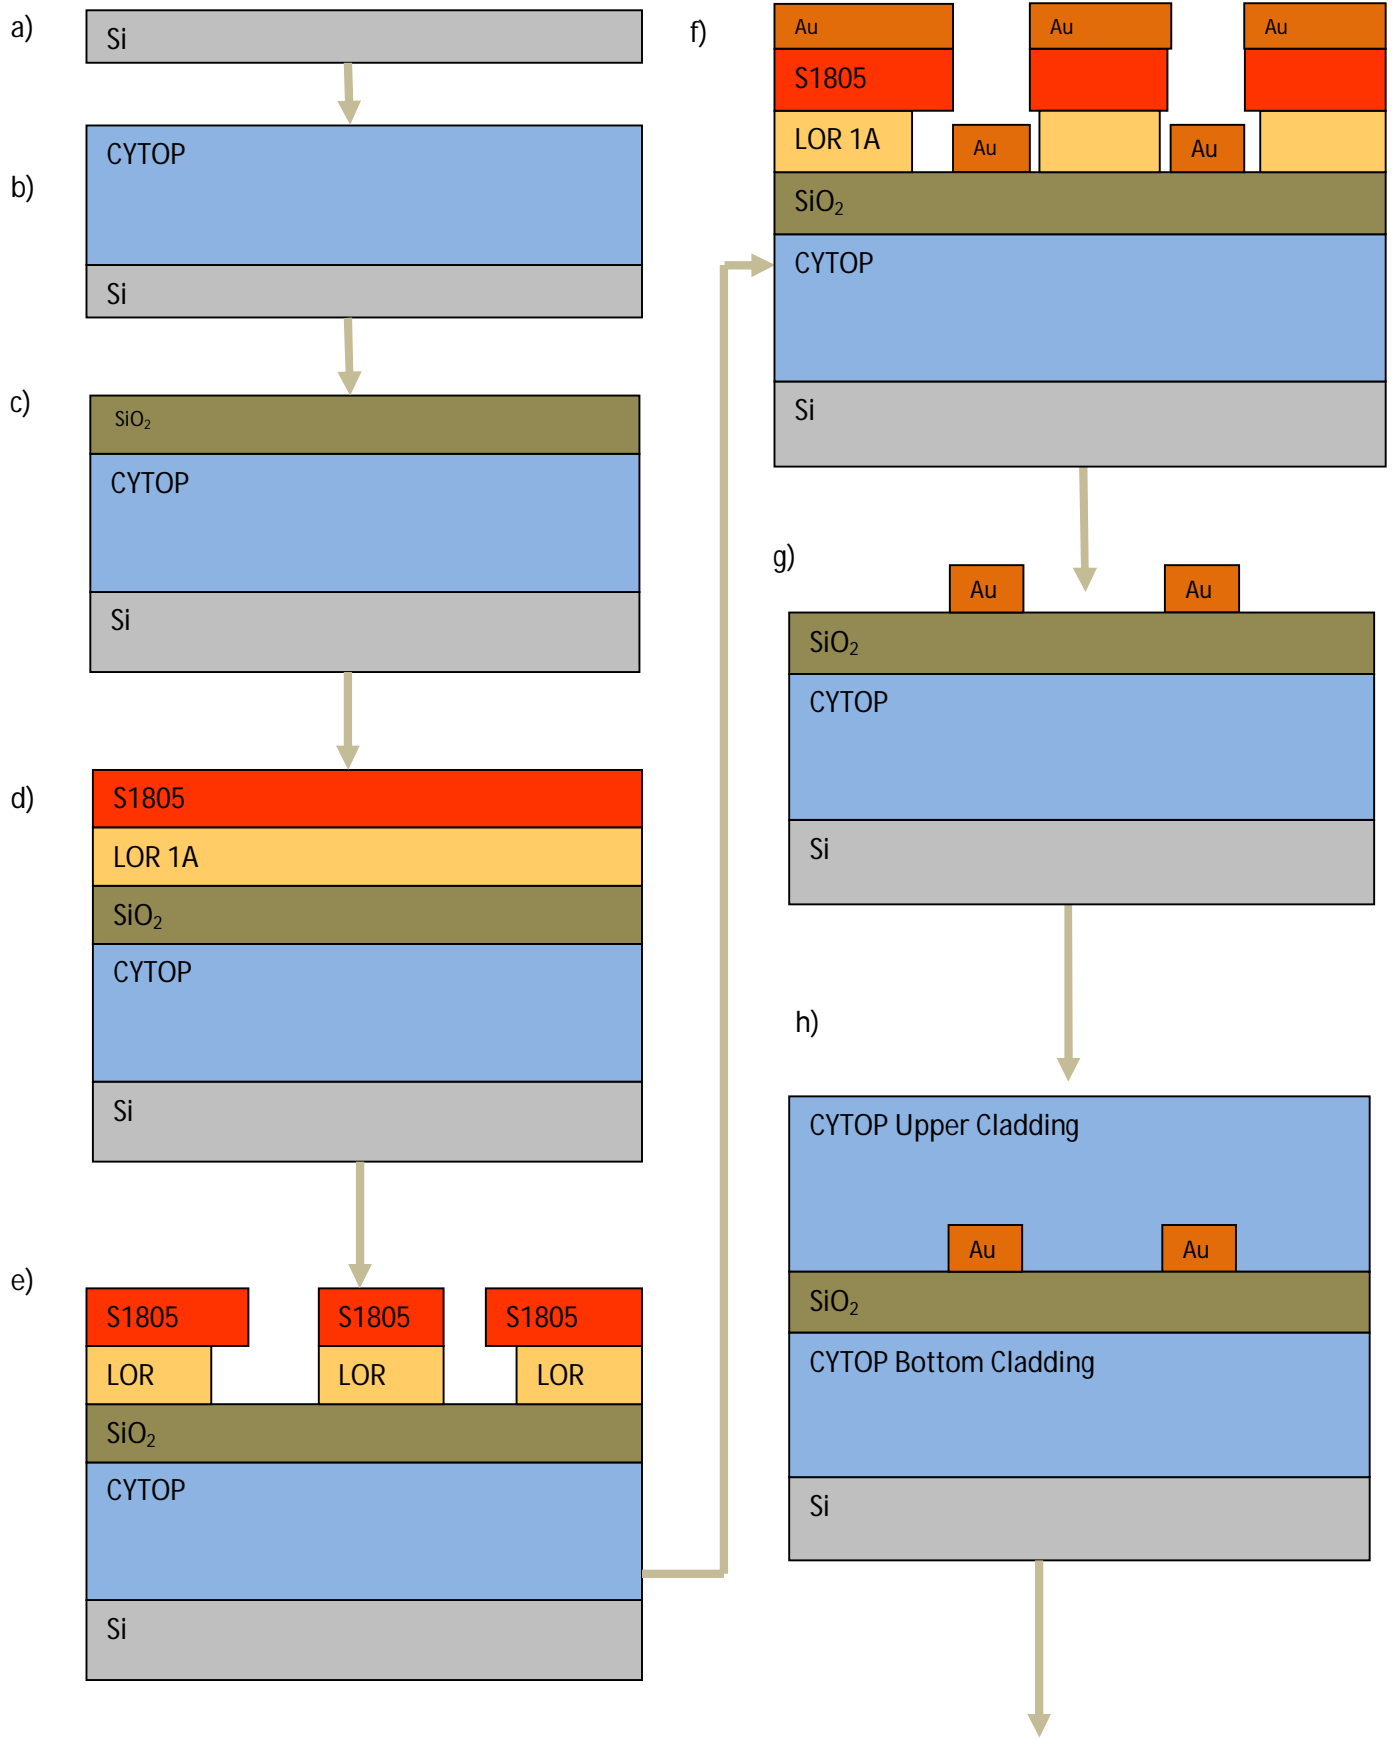 a)
Si
b)
CYTOP
Si
c)
SiO₂
CYTOP
Si
d)
S1805
LOR 1A
SiO₂
CYTOP
Si
e)
S1805 S1805 S1805
LOR LOR LOR
SiO₂
CYTOP
Si
f)
Au Au Au
S1805
LOR 1A Au Au
SiO₂
CYTOP
Si
g)
Au Au
SiO₂
CYTOP
Si
h)
CYTOP Upper Cladding
Au Au
SiO₂
CYTOP Bottom Cladding
Si